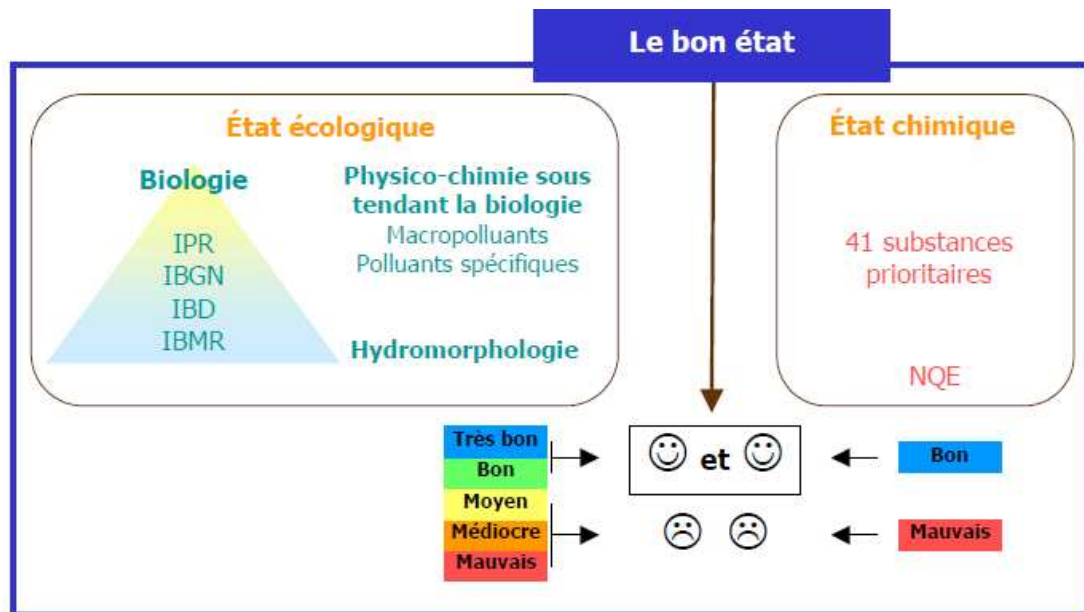 Le bon état
État écologique
Biologie
IPR
IBGN
IBD
IBMR
Physico-chimie sous
tendant la biologie
Macropolluants
Polluants spécifiques
Hydromorphologie
État chimique
41 substances
prioritaires
NQE
Très bon
Bon
Moyen
Médiocre
Mauvais
et
Bon
Mauvais